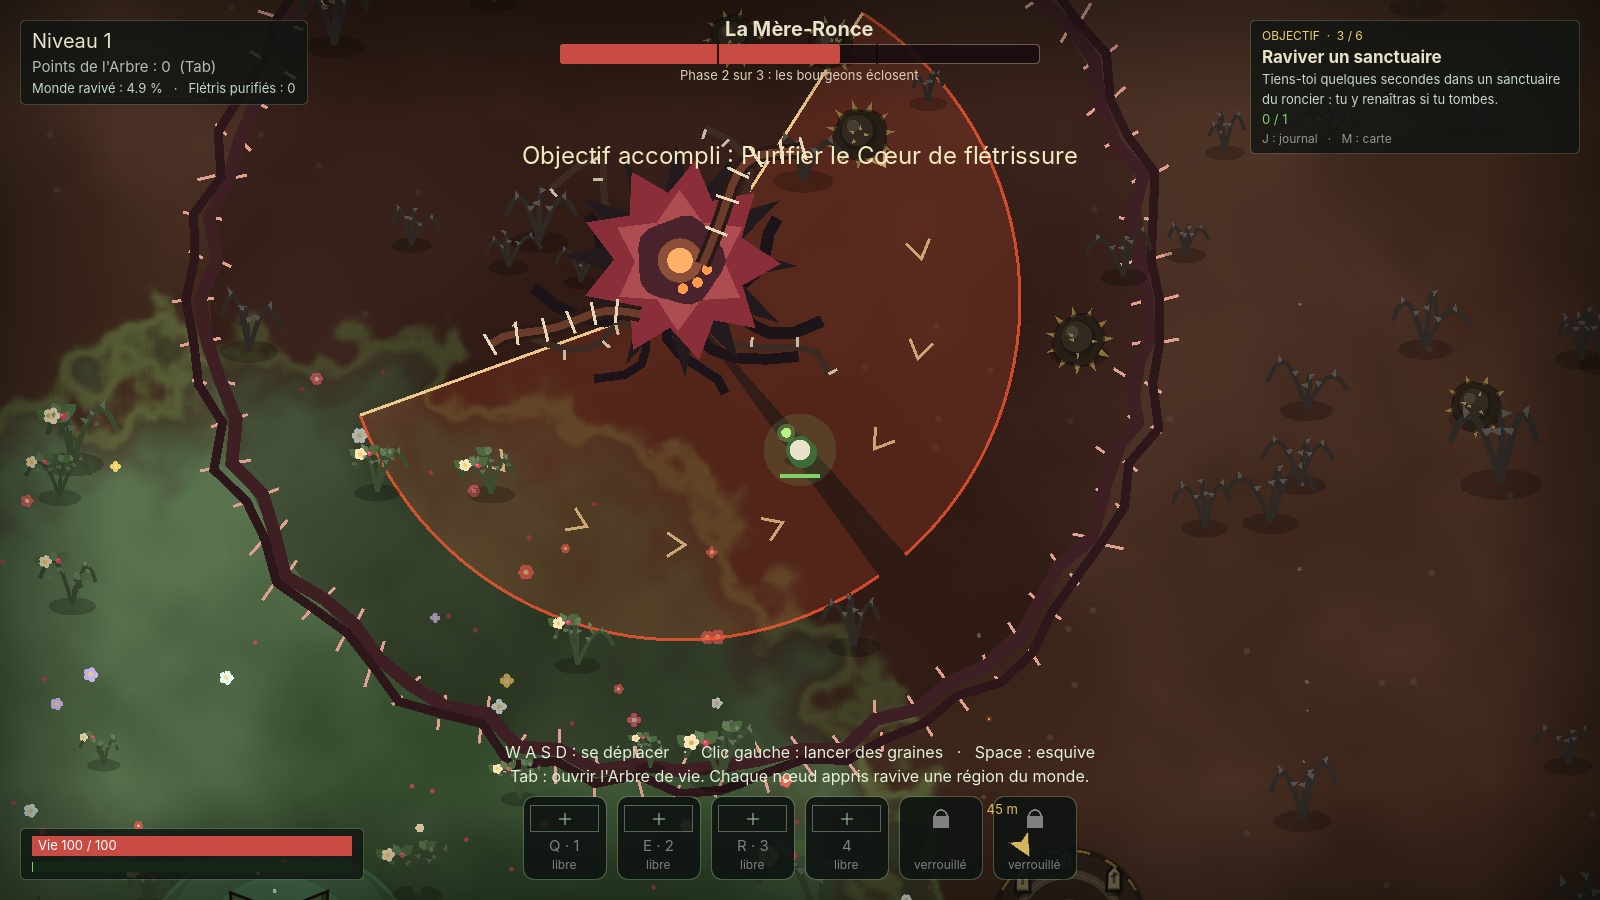 Niveau 1
Points de l'Arbre : 0 (Tab)
Monde ravivé : 4.9 % · Flétris purifiés : 0
La Mère-Ronce
Phase 2 sur 3 : les bourgeons éclosent
OBJECTIF · 3 / 6
Raviver un sanctuaire
Tiens-toi quelques secondes dans un sanctuaire
du roncier : tu y renaîtras si tu tombes.
0 / 1
J : journal · M : carte
Objectif accompli : Purifier le Cœur de flétrissure
W A S D : se déplacer · Clic gauche : lancer des graines · Space : esquive
Tab : ouvrir l'Arbre de vie. Chaque nœud appris ravive une région du monde.
45 m
Q · 1
libre
E · 2
libre
R · 3
libre
4
libre
verrouillé
verrouillé
Vie 100 / 100